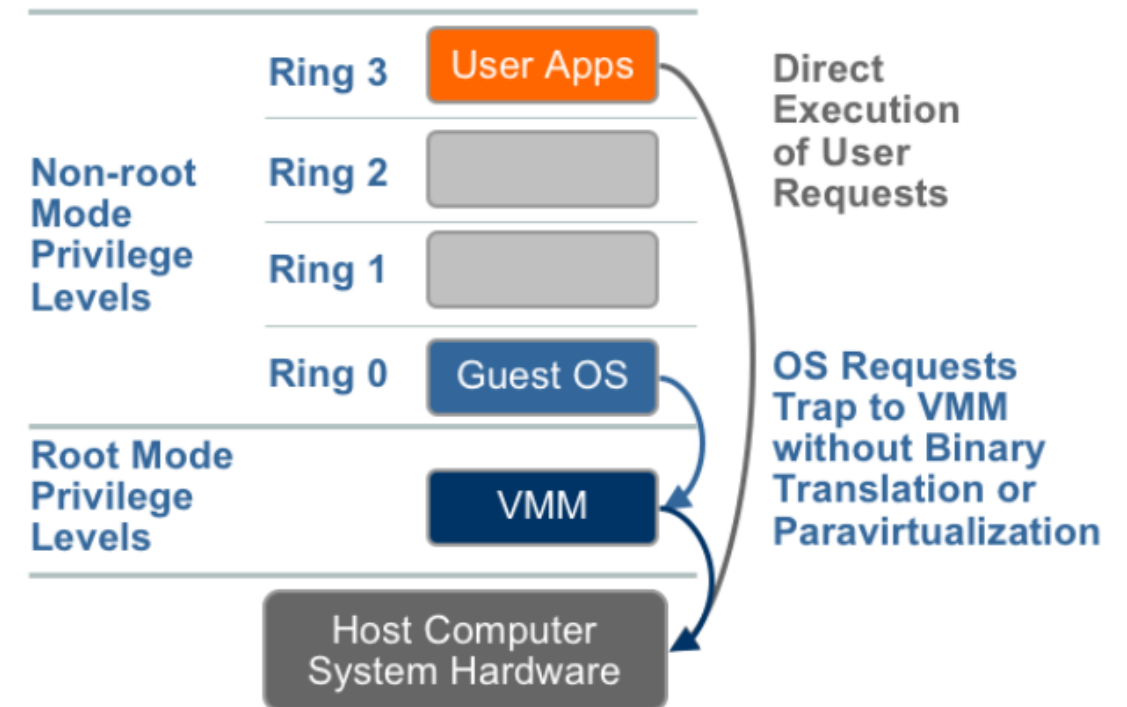 Ring 3
User Apps
Direct
Execution
of User
Requests
Non-root
Mode
Privilege
Levels
Ring 2
Ring 1
Ring 0
Guest OS
OS Requests
Trap to VMM
without Binary
Translation or
Paravirtualization
Root Mode
Privilege
Levels
VMM
Host Computer
System Hardware